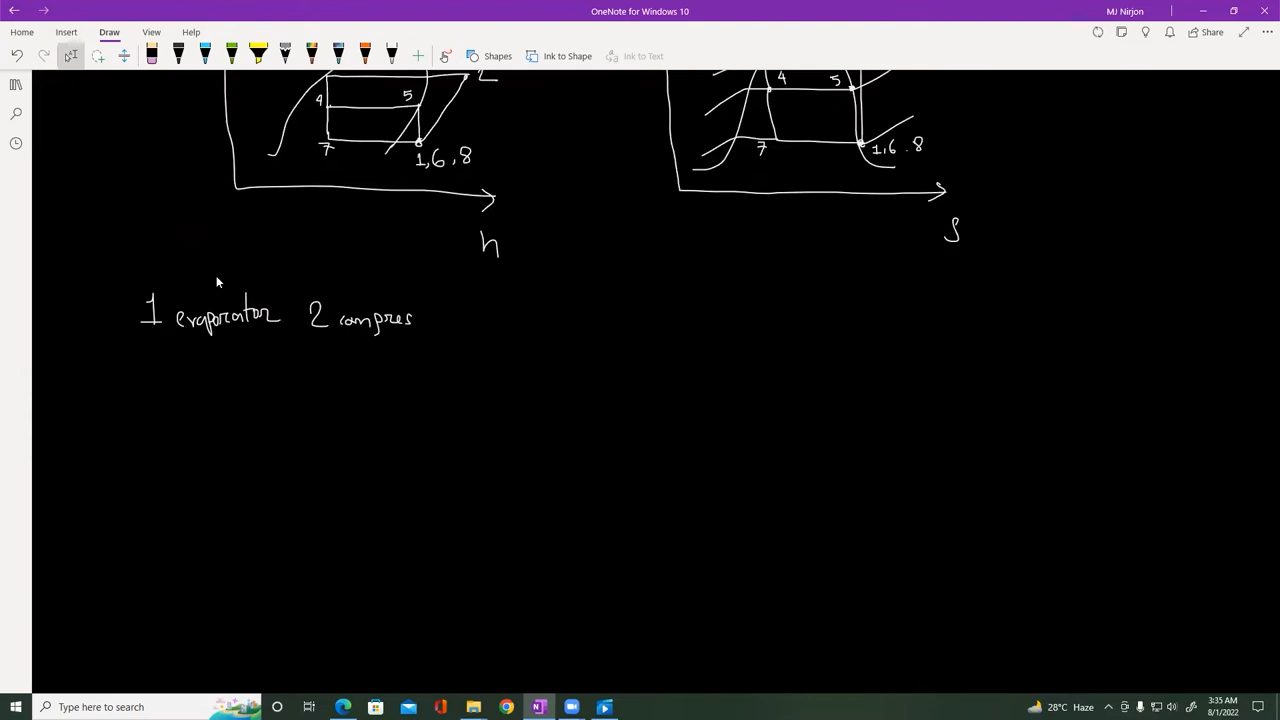 OneNote for Windows 10
MJ Nirjon
Home Insert Draw View Help
Share
Shapes
Ink to Shape
Ink to Text
2
4 5
7 1,6,8
h
4 5
7 1,6.8
s
1 evaporator 2 compres
Type here to search
28°C Haze
3:35 AM
8/1/2022